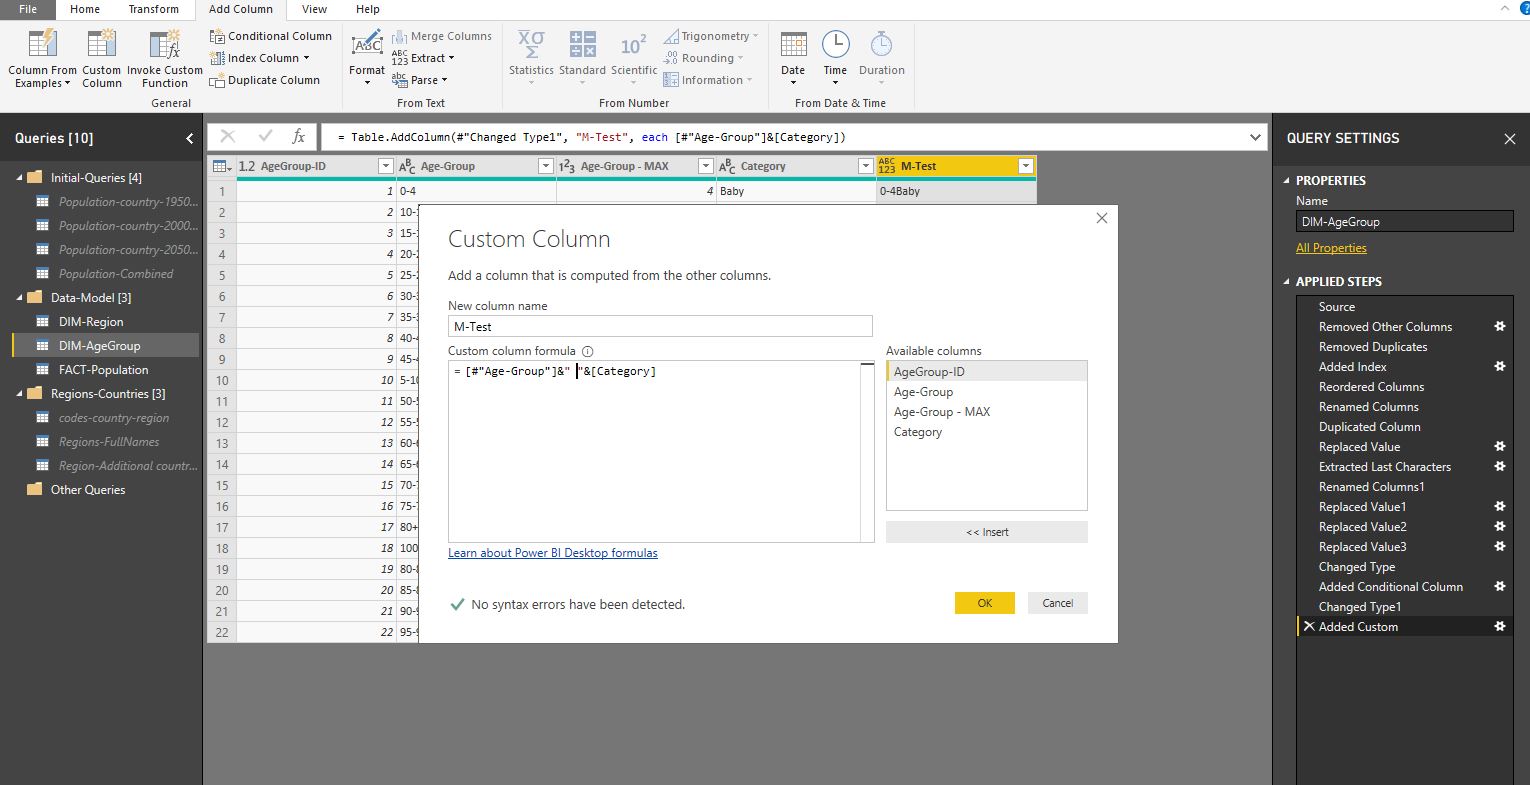 File Home Transform Add Column View Help
Column From Examples
Custom Column
Invoke Custom Function
Conditional Column
Index Column
Duplicate Column
General
Format
Merge Columns
Extract
Parse
From Text
Statistics
Standard
Scientific
Trigonometry
Rounding
Information
From Number
Date
Time
Duration
From Date & Time
Queries [10]
Initial-Queries [4]
Population-country-1950...
Population-country-2000...
Population-country-2050...
Population-Combined
Data-Model [3]
DIM-Region
DIM-AgeGroup
FACT-Population
Regions-Countries [3]
codes-country-region
Regions-FullNames
Region-Additional countr...
Other Queries
fx = Table.AddColumn(#"Changed Type1", "M-Test", each [#"Age-Group"]&[Category])
1.2 AgeGroup-ID ABC Age-Group 123 Age-Group - MAX ABC Category ABC 123 M-Test
1 1 0-4 4 Baby 0-4Baby
2 2 10-
3 3 15-
4 4 20-
5 5 25-
6 6 30-
7 7 35-
8 8 40-
9 9 45-
10 10 5-1
11 11 50-
12 12 55-
13 13 60-
14 14 65-
15 15 70-
16 16 75-
17 17 80+
18 18 100
19 19 80-
20 20 85-
21 21 90-
22 22 95-
Custom Column
Add a column that is computed from the other columns.
New column name
M-Test
Custom column formula
= [#"Age-Group"]&" "&[Category]
Available columns
AgeGroup-ID
Age-Group
Age-Group - MAX
Category
<< Insert
Learn about Power BI Desktop formulas
No syntax errors have been detected.
OK
Cancel
QUERY SETTINGS
PROPERTIES
Name
DIM-AgeGroup
All Properties
APPLIED STEPS
Source
Removed Other Columns
Removed Duplicates
Added Index
Reordered Columns
Renamed Columns
Duplicated Column
Replaced Value
Extracted Last Characters
Renamed Columns1
Replaced Value1
Replaced Value2
Replaced Value3
Changed Type
Added Conditional Column
Changed Type1
Added Custom